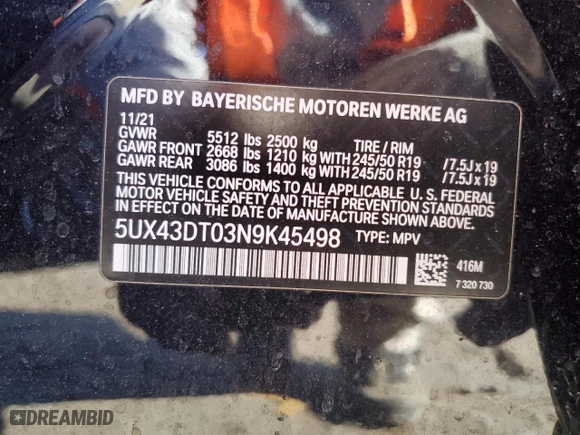 MFD BY BAYERISCHE MOTOREN WERKE AG
11/21
GVWR 5512 lbs 2500 kg TIRE / RIM
GAWR FRONT 2668 lbs 1210 kg WITH 245/50 R19 / 7.5J x 19
GAWR REAR 3086 lbs 1400 kg WITH 245/50 R19 / 7.5J x 19
THIS VEHICLE CONFORMS TO ALL APPLICABLE U. S. FEDERAL
MOTOR VEHICLE SAFETY AND THEFT PREVENTION STANDARDS
IN EFFECT ON THE DATE OF MANUFACTURE SHOWN ABOVE.
5UX43DT03N9K45498 TYPE: MPV
416M
7 320 730
DREAMBID